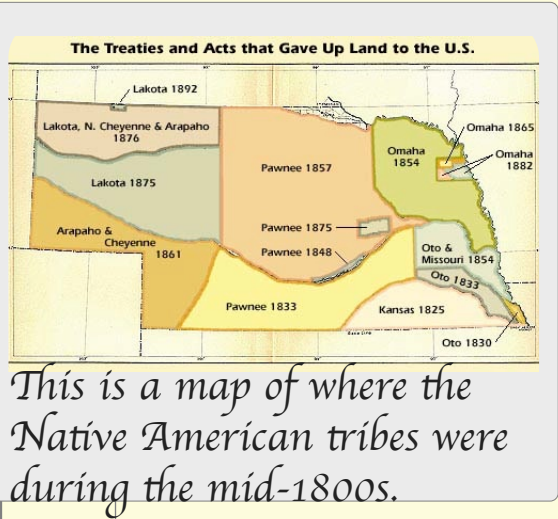 The Treaties and Acts that Gave Up Land to the U.S.
Lakota 1892
Lakota, N. Cheyenne & Arapaho
1876
Omaha 1865
Omaha
1854
Omaha
1882
Pawnee 1857
Lakota 1875
Pawnee 1875
Arapaho &
Cheyenne
1861
Pawnee 1848
Oto &
Missouri 1854
Oto 1833
Pawnee 1833
Kansas 1825
Oto 1830
This is a map of where the
Native American tribes were
during the mid-1800s.